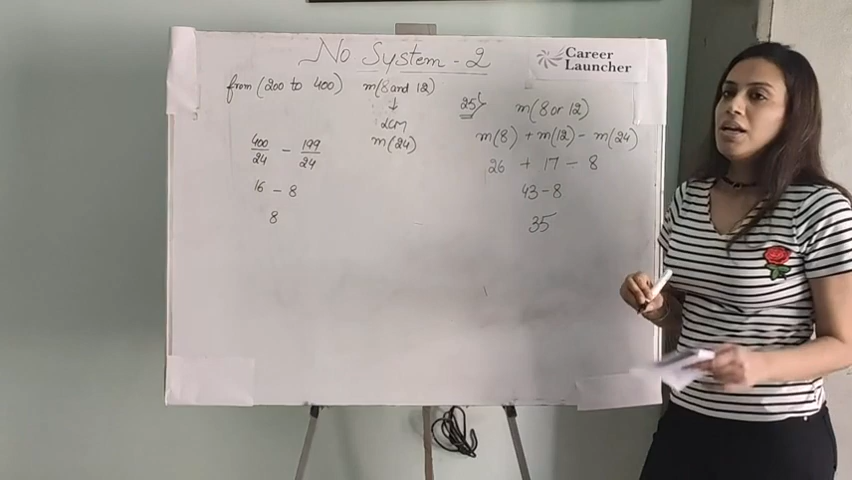 No System - 2
Career
Launcher
from (200 to 400) m(8 and 12)
↓
LCM
m(24)
400/24 - 199/24
16 - 8
8
25
m(8 or 12)
m(8) + m(12) - m(24)
26 + 17 - 8
43 - 8
35